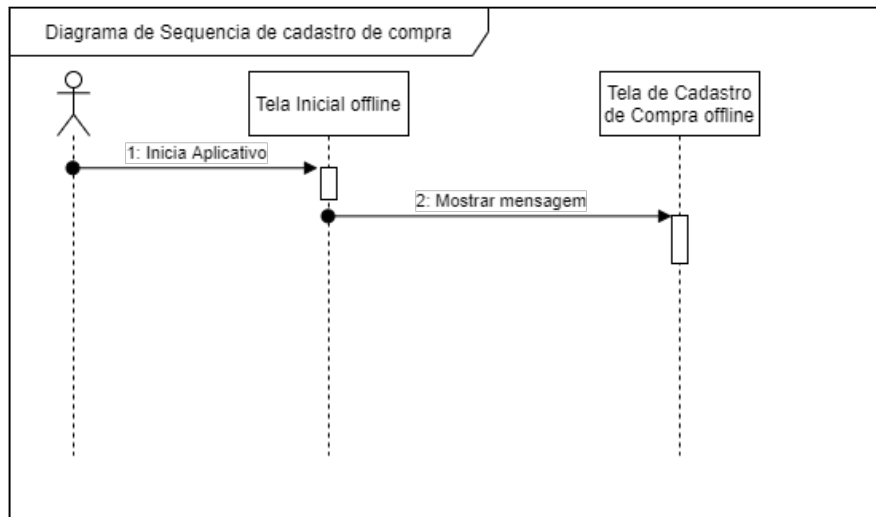 Diagrama de Sequencia de cadastro de compra
Tela Inicial offline
Tela de Cadastro
de Compra offline
1: Inicia Aplicativo
2: Mostrar mensagem